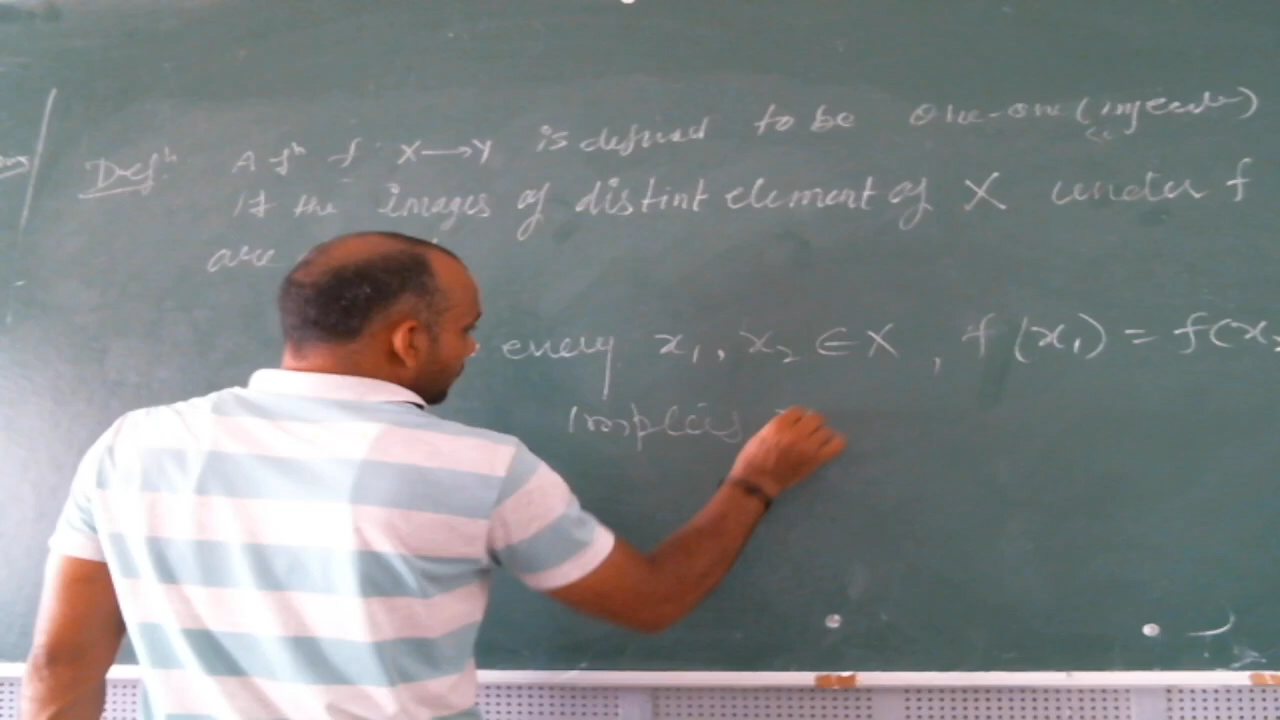 Defⁿ: A fⁿ f: X→Y is defined to be one-one (injective)
if the images of distint element of X under f
are
every x₁, x₂ ∈ X, f(x₁) = f(x₂
implies